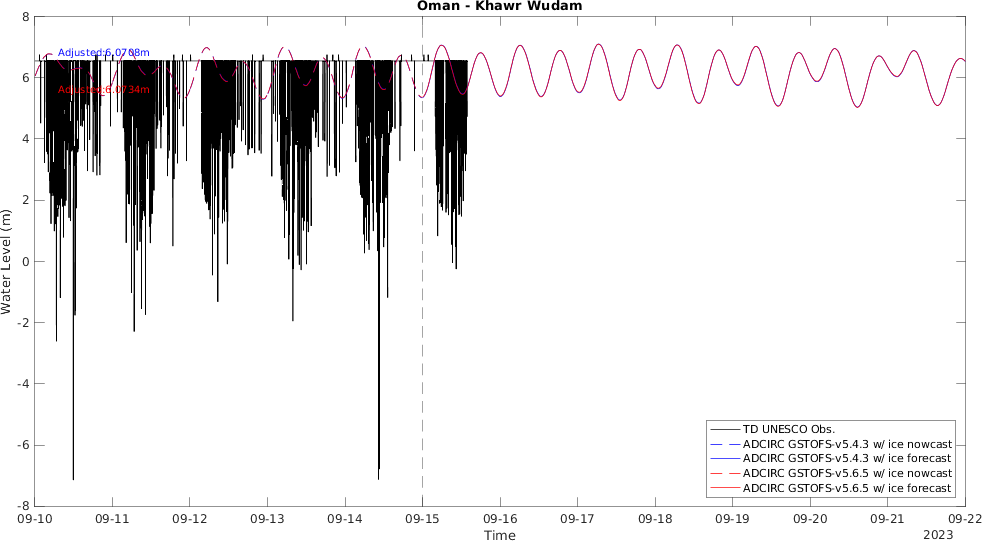 Oman - Khawr Wudam
Water Level (m)
8
6
4
2
0
-2
-4
-6
-8
Adjusted:6.0708m
Adjusted:6.0734m
TD UNESCO Obs.
ADCIRC GSTOFS-v5.4.3 w/ ice nowcast
ADCIRC GSTOFS-v5.4.3 w/ ice forecast
ADCIRC GSTOFS-v5.6.5 w/ ice nowcast
ADCIRC GSTOFS-v5.6.5 w/ ice forecast
09-10 09-11 09-12 09-13 09-14 09-15 09-16 09-17 09-18 09-19 09-20 09-21 09-22
Time
2023